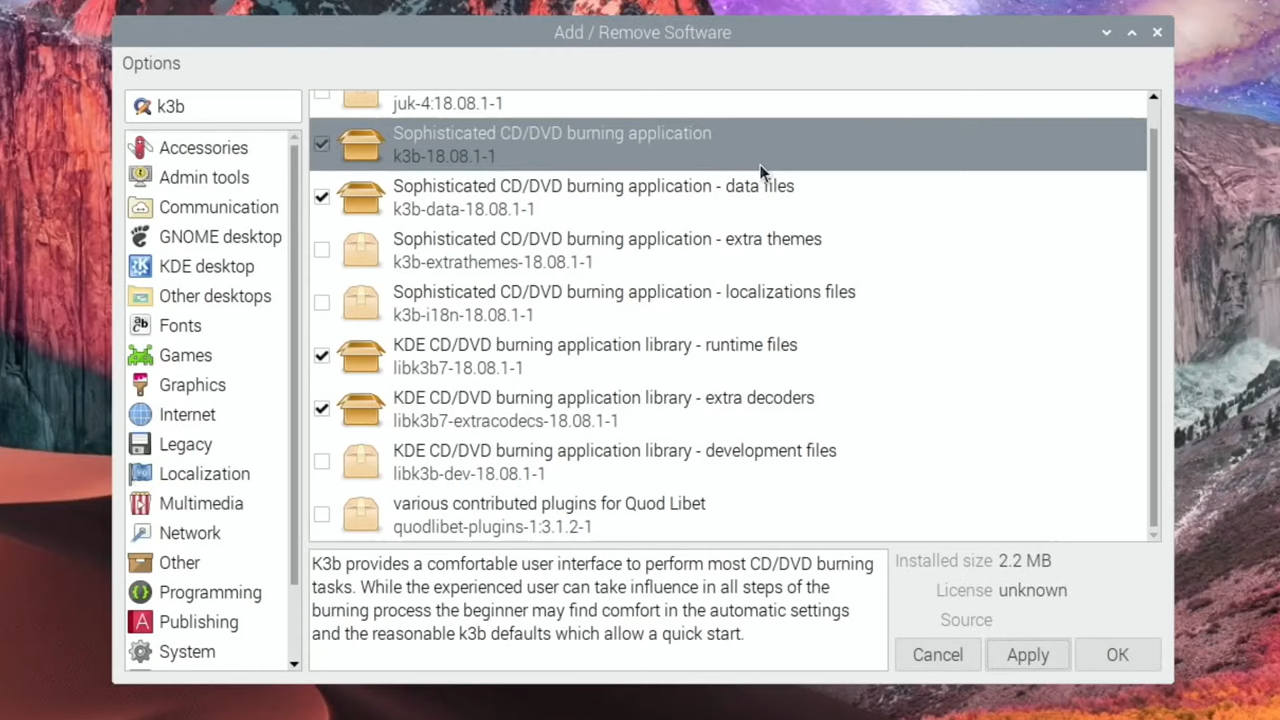 Add / Remove Software
Options
k3b
Accessories
Admin tools
Communication
GNOME desktop
KDE desktop
Other desktops
Fonts
Games
Graphics
Internet
Legacy
Localization
Multimedia
Network
Other
Programming
Publishing
System
juk-4:18.08.1-1
Sophisticated CD/DVD burning application
k3b-18.08.1-1
Sophisticated CD/DVD burning application - data files
k3b-data-18.08.1-1
Sophisticated CD/DVD burning application - extra themes
k3b-extrathemes-18.08.1-1
Sophisticated CD/DVD burning application - localizations files
k3b-i18n-18.08.1-1
KDE CD/DVD burning application library - runtime files
libk3b7-18.08.1-1
KDE CD/DVD burning application library - extra decoders
libk3b7-extracodecs-18.08.1-1
KDE CD/DVD burning application library - development files
libk3b-dev-18.08.1-1
various contributed plugins for Quod Libet
quodlibet-plugins-1:3.1.2-1
K3b provides a comfortable user interface to perform most CD/DVD burning
tasks. While the experienced user can take influence in all steps of the
burning process the beginner may find comfort in the automatic settings
and the reasonable k3b defaults which allow a quick start.
Installed size 2.2 MB
License unknown
Source
Cancel
Apply
OK